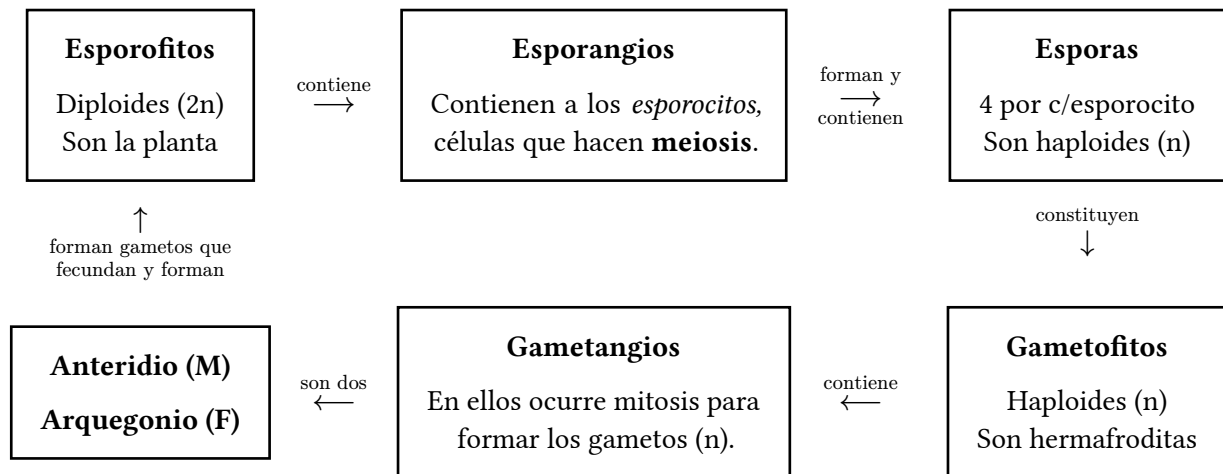 Esporofitos
Diploides (2n)
Son la planta
contiene
⟶
Esporangios
Contienen a los esporocitos,
células que hacen meiosis.
forman y
⟶
contienen
Esporas
4 por c/esporocito
Son haploides (n)
constituyen
↓
Gametofitos
Haploides (n)
Son hermafroditas
contiene
⟵
Gametangios
En ellos ocurre mitosis para
formar los gametos (n).
son dos
⟵
Anteridio (M)
Arquegonio (F)
↑
forman gametos que
fecundan y forman